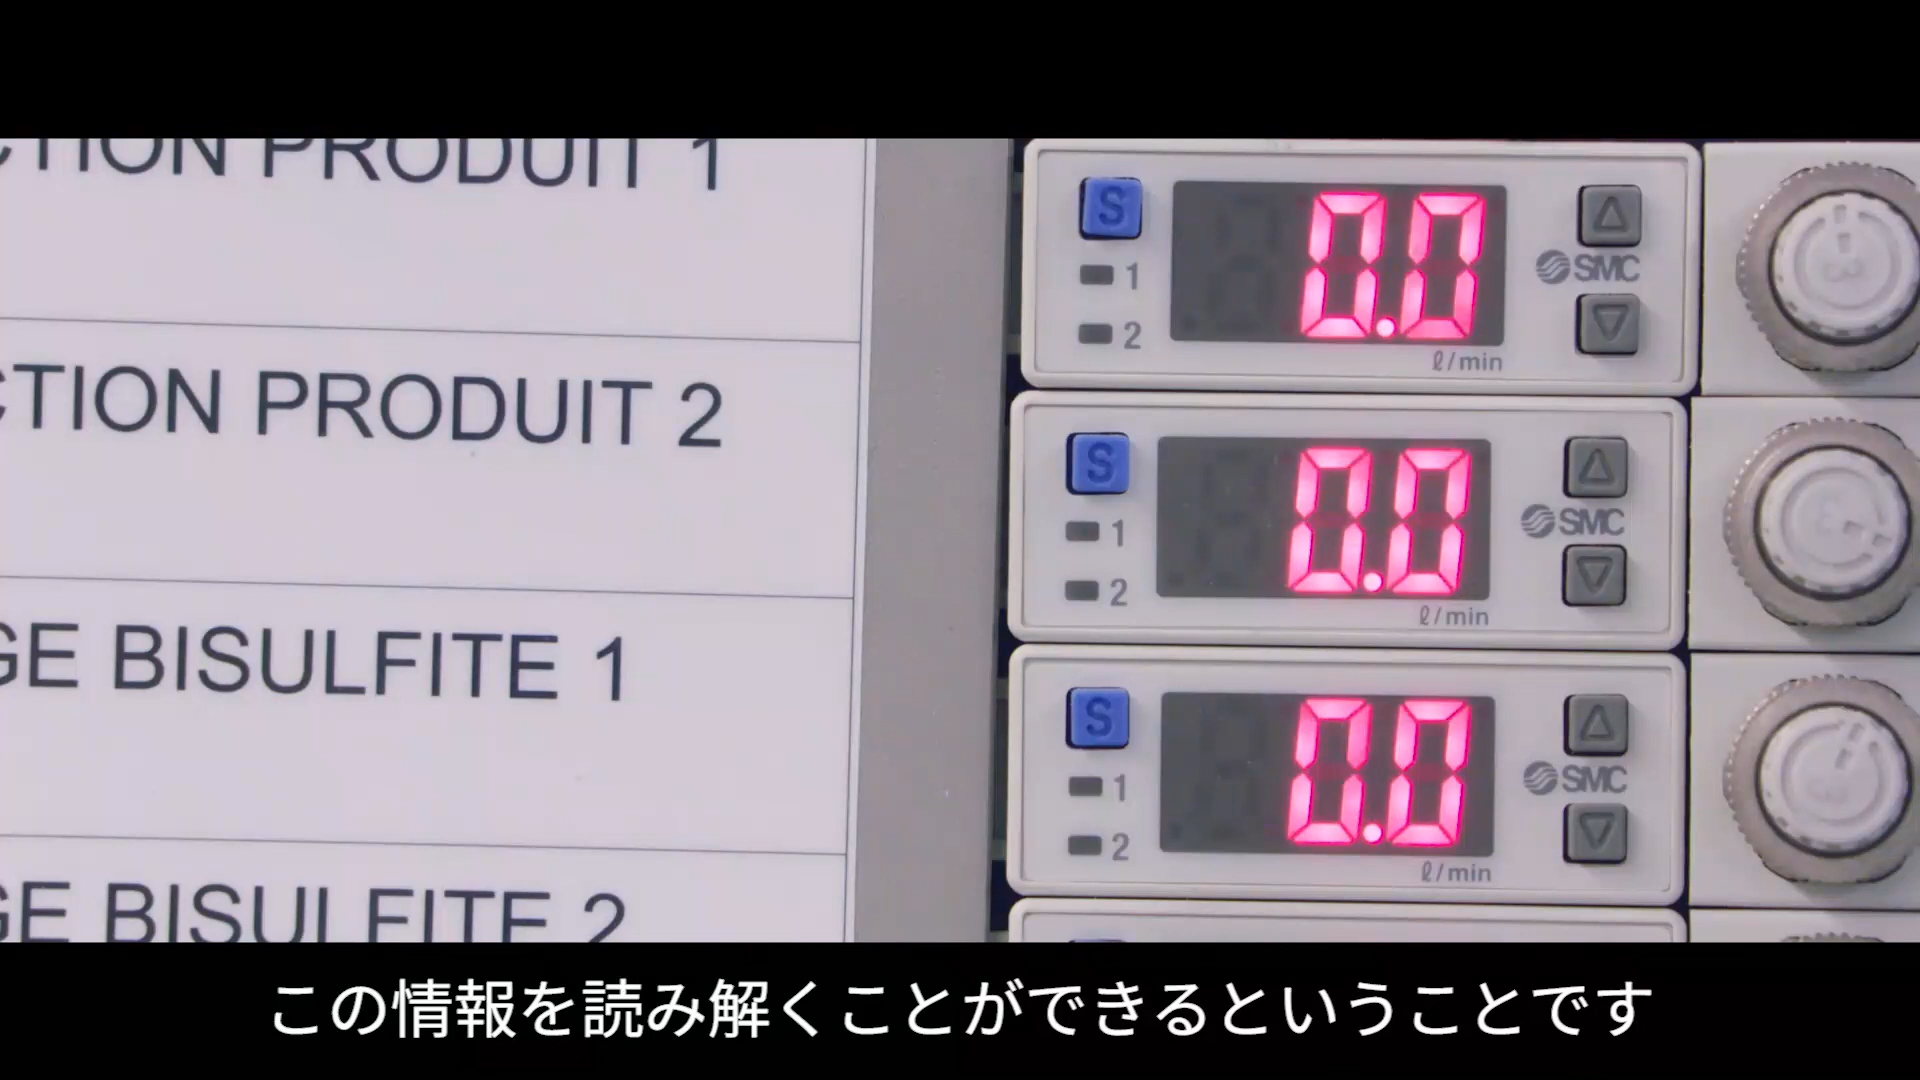 CTION PRODUIT 1
S 0.0
1 SMC
2
ℓ/min
CTION PRODUIT 2
S 0.0
1 SMC
2
ℓ/min
GE BISULFITE 1
S 0.0
1 SMC
2
ℓ/min
GE BISULFITE 2
この情報を読み解くことができるということです